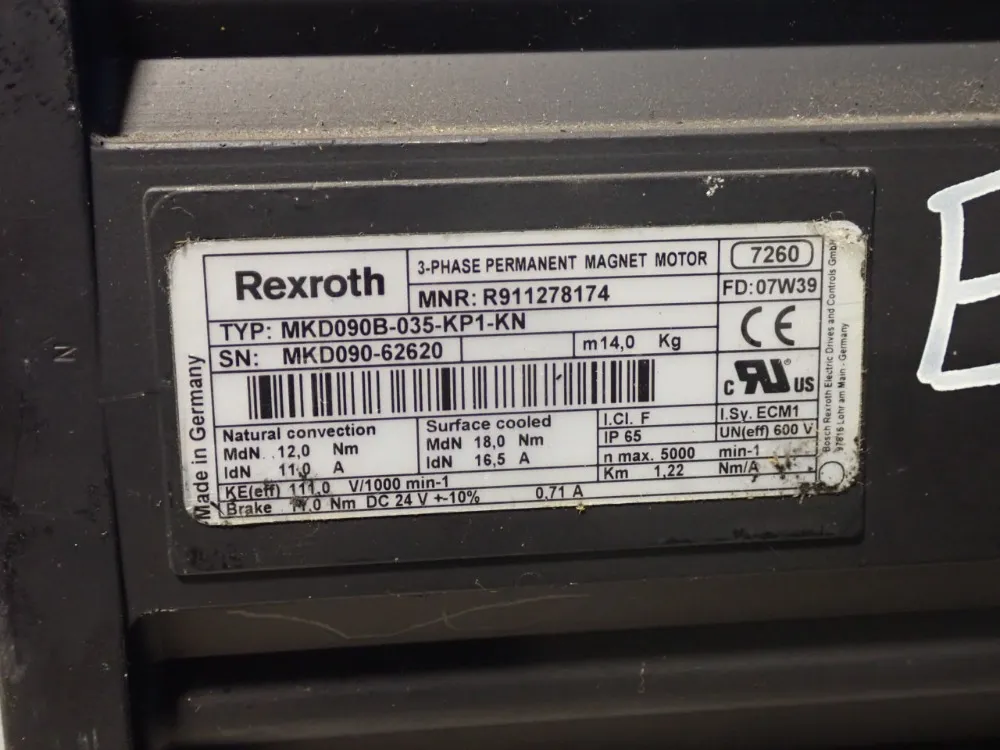 Rexroth
3-PHASE PERMANENT MAGNET MOTOR
7260
MNR: R911278174
FD: 07W39
TYP: MKD090B-035-KP1-KN
SN: MKD090-62620
m14,0 Kg
CE
c RU ® US
Natural convection
MdN 12,0 Nm
IdN 11,0 A
Surface cooled
MdN 18,0 Nm
IdN 16,5 A
I.Cl. F
I.Sy. ECM1
IP 65
UN(eff) 600 V
n max. 5000 min-1
Km 1,22 Nm/A
KE(eff) 111,0 V/1000 min-1
Brake 11,0 Nm DC 24 V +-10% 0.71 A
Made in Germany
Bosch Rexroth Electric Drives and Controls GmbH
97816 Lohr am Main - Germany
N
E